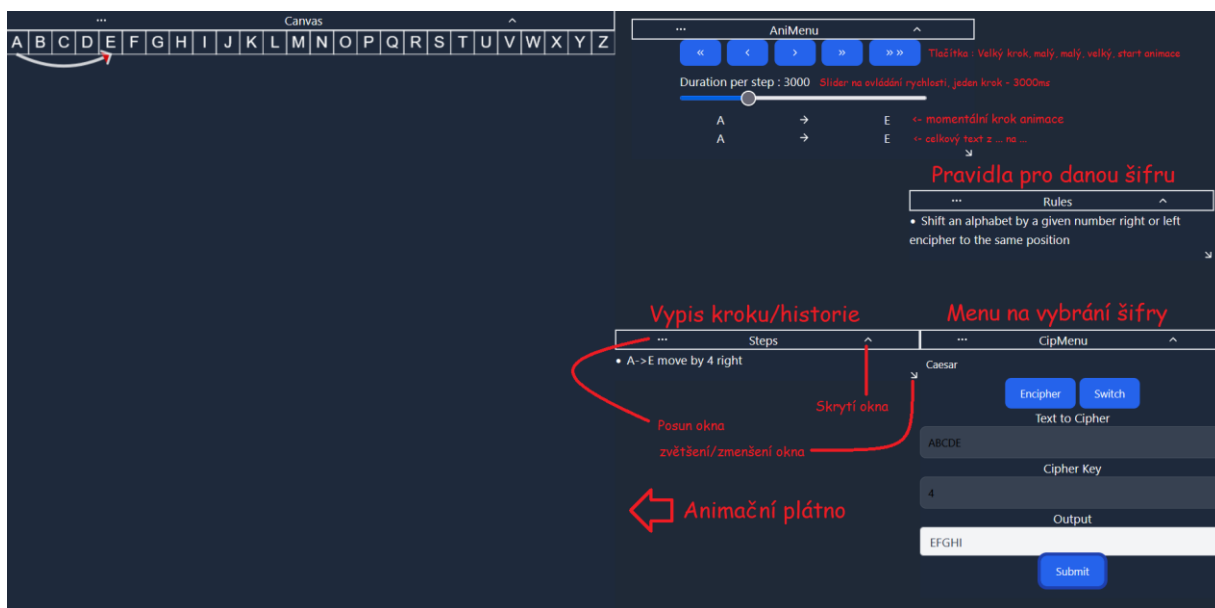 ... Canvas ^
A B C D E F G H I J K L M N O P Q R S T U V W X Y Z
... AniMenu ^
« ‹ › » »»
Tlačítka : Velký krok, malý, malý, velký, start animace
Duration per step : 3000
Slider na ovládání rychlosti, jeden krok - 3000ms
A → E
<- momentální krok animace
A → E
<- celkový text z ... na ...
Pravidla pro danou šifru
... Rules ^
• Shift an alphabet by a given number right or left
encipher to the same position
Vypis kroku/historie
... Steps ^
• A->E move by 4 right
Skrytí okna
Posun okna
zvětšení/zmenšení okna
Animační plátno
Menu na vybrání šifry
... CipMenu ^
Caesar
Encipher Switch
Text to Cipher
ABCDE
Cipher Key
4
Output
EFGHI
Submit